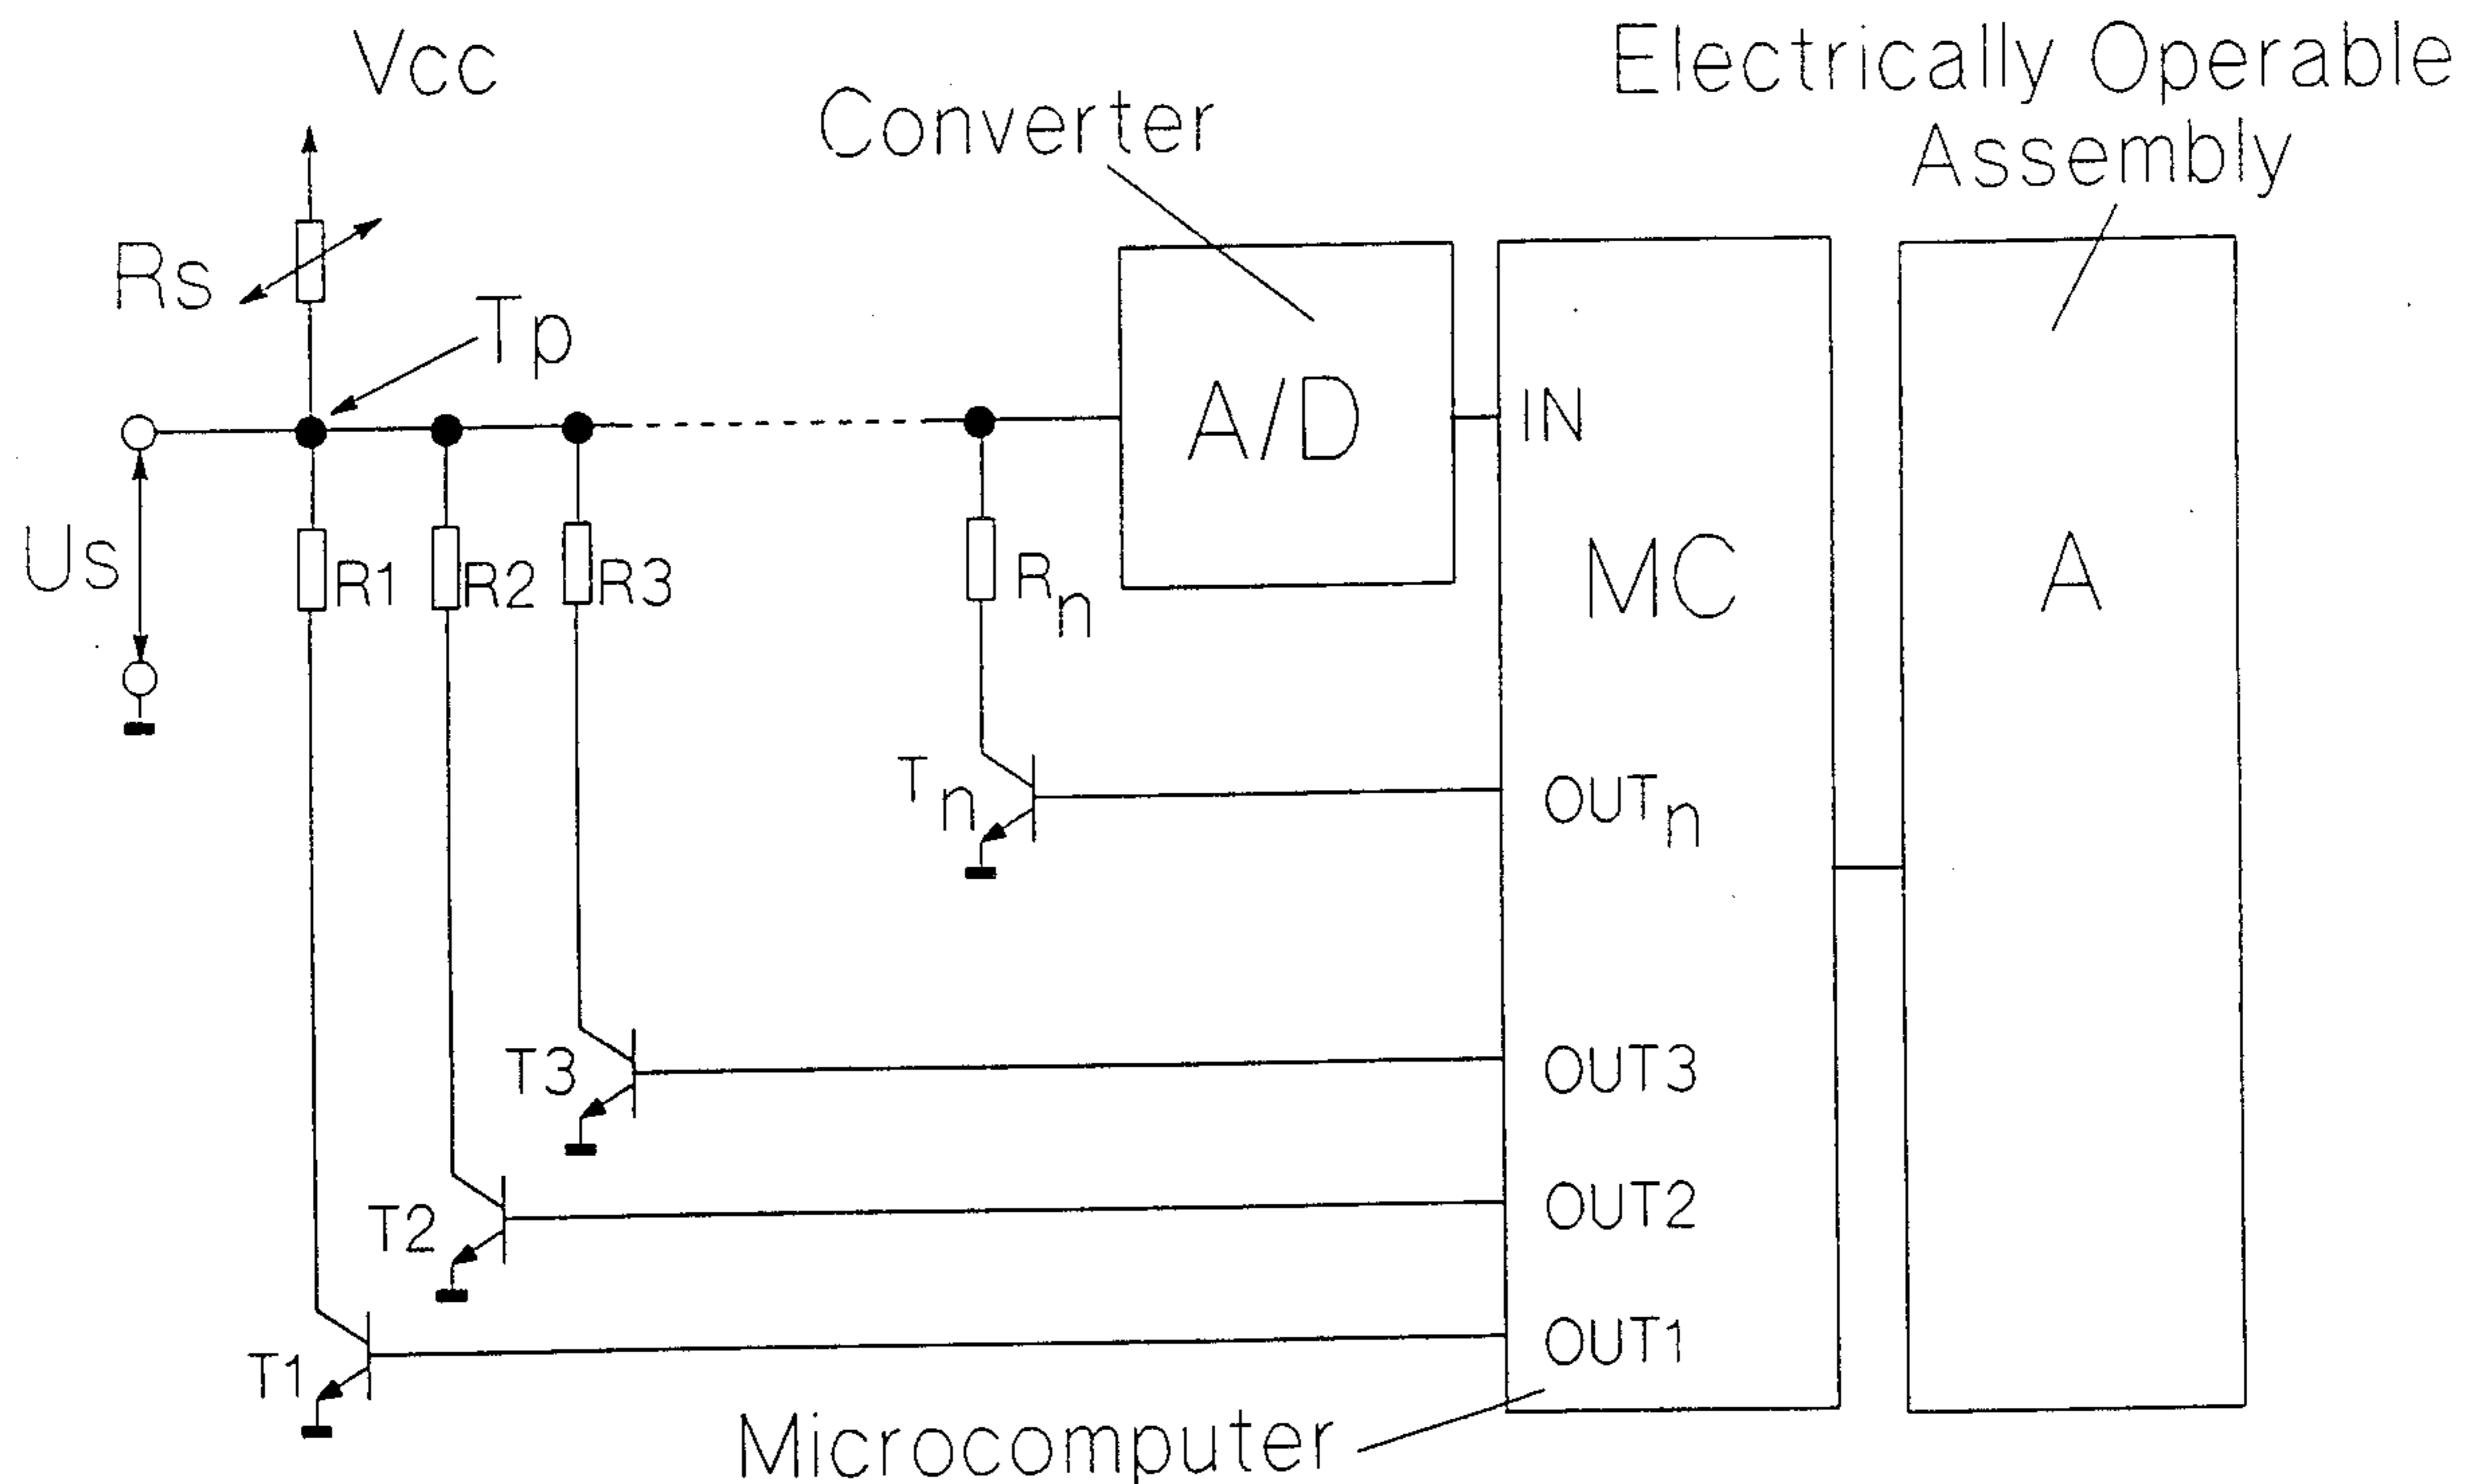 Vcc
Converter
Electrically Operable
Assembly
Rs
Tp
A/D
IN
Us
R1
R2
R3
Rn
MC
A
Tn
OUTn
T3
OUT3
T2
OUT2
T1
OUT1
Microcomputer